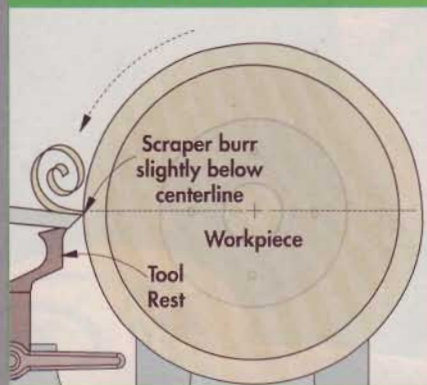 Scraper burr
slightly below
centerline
Workpiece
Tool
Rest